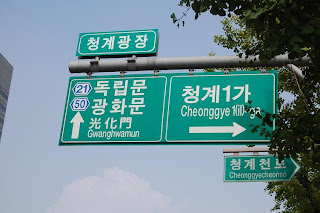 청계광장
21 독립문
50 광화문
光化門
Gwanghwamun
청계1가
Cheonggye 1(il)-ga
청계천로
Cheonggyecheonno